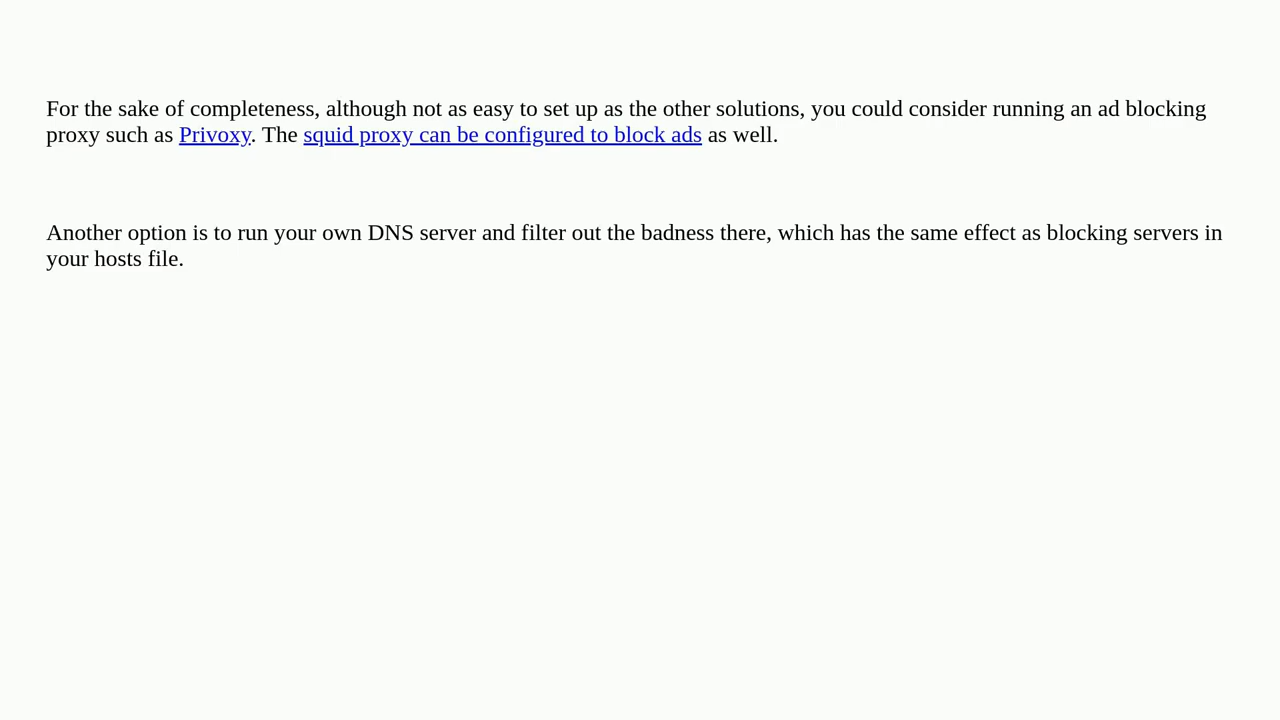 For the sake of completeness, although not as easy to set up as the other solutions, you could consider running an ad blocking
proxy such as Privoxy. The squid proxy can be configured to block ads as well.
Another option is to run your own DNS server and filter out the badness there, which has the same effect as blocking servers in
your hosts file.